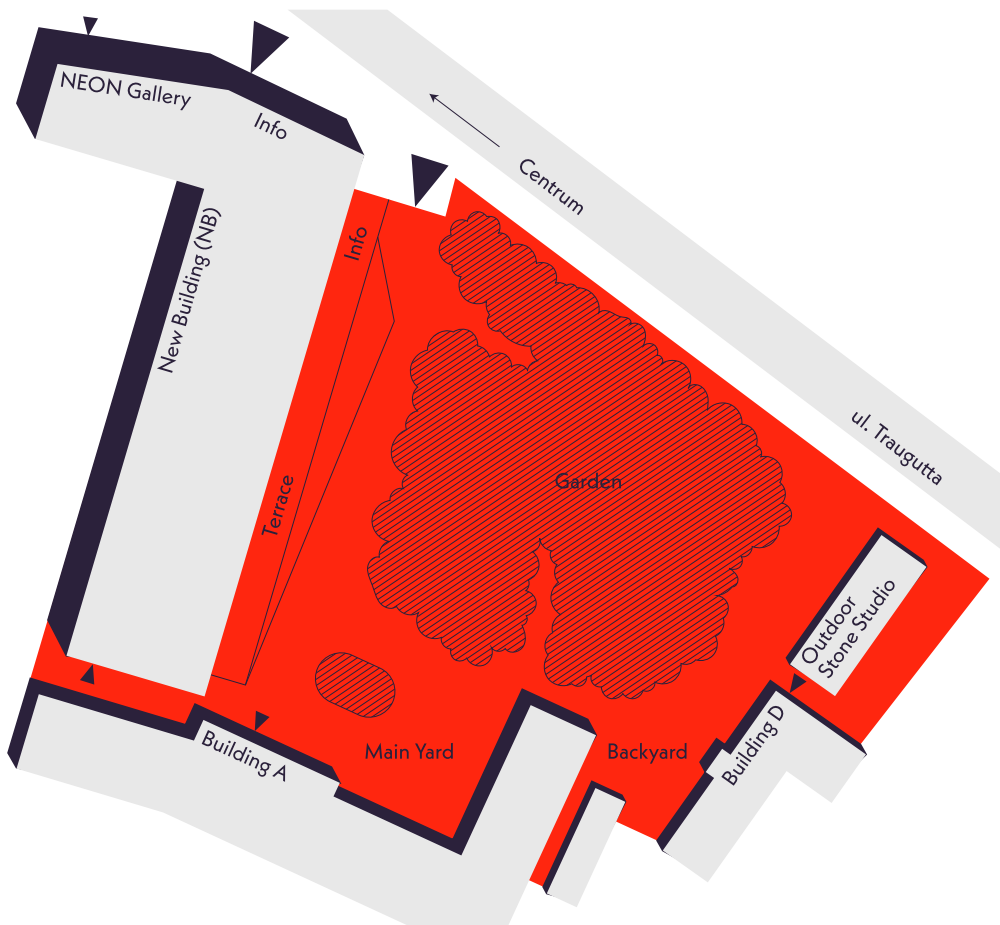 NEON Gallery
Info
Centrum
New Building (NB)
Info
ul. Traugutta
Terrace
Garden
Outdoor
Stone Studio
Building A
Main Yard
Backyard
Building D